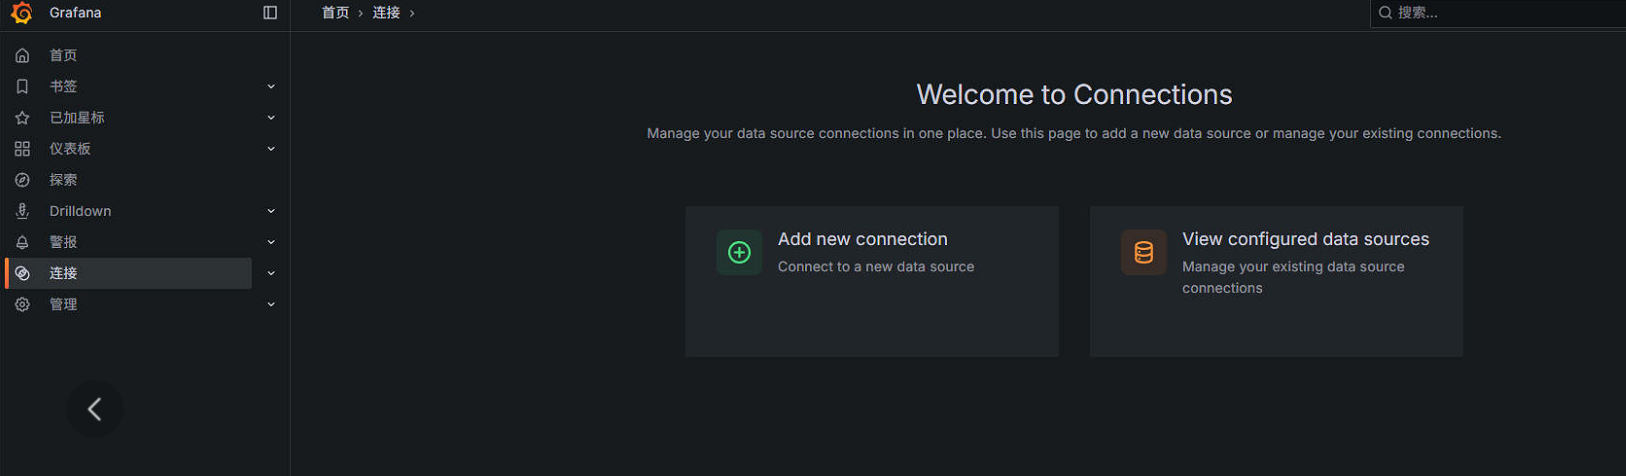 Grafana
首页 › 连接 ›
搜索...
首页
书签
已加星标
仪表板
探索
Drilldown
警报
连接
管理
Welcome to Connections
Manage your data source connections in one place. Use this page to add a new data source or manage your existing connections.
Add new connection
Connect to a new data source
View configured data sources
Manage your existing data source
connections